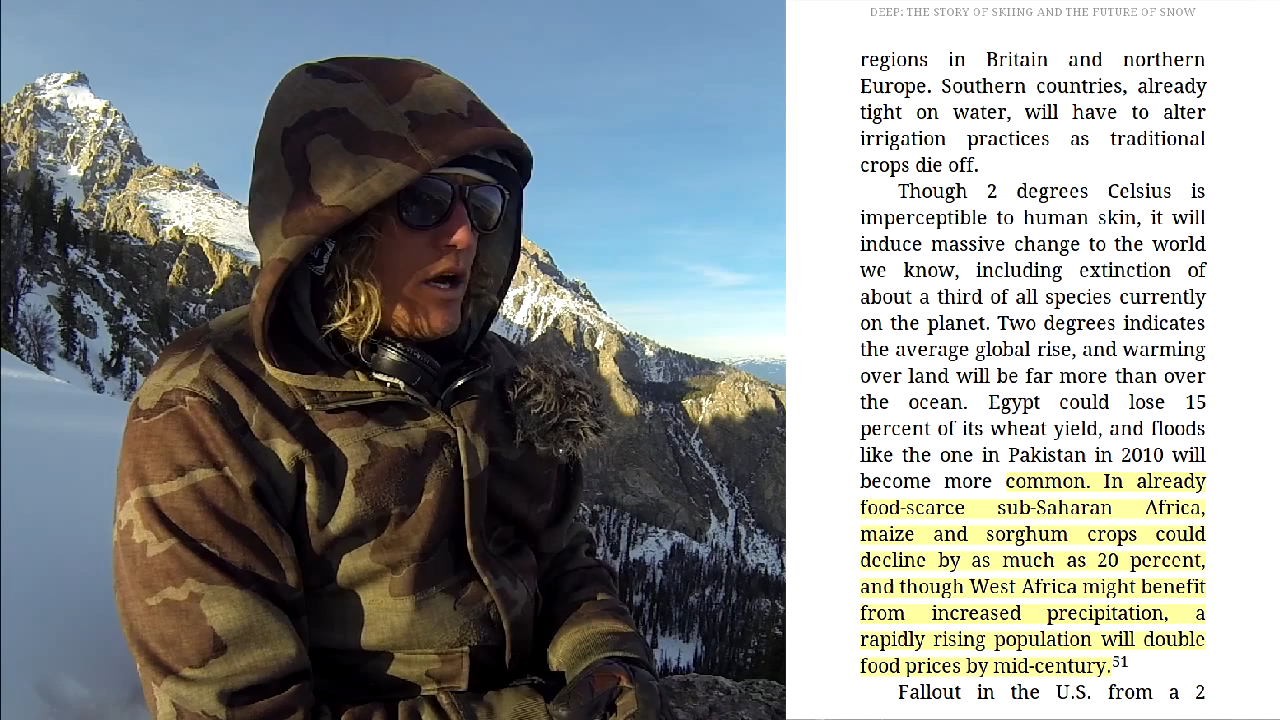 DEEP: THE STORY OF SKIING AND THE FUTURE OF SNOW
regions in Britain and northern
Europe. Southern countries, already
tight on water, will have to alter
irrigation practices as traditional
crops die off.
Though 2 degrees Celsius is
imperceptible to human skin, it will
induce massive change to the world
we know, including extinction of
about a third of all species currently
on the planet. Two degrees indicates
the average global rise, and warming
over land will be far more than over
the ocean. Egypt could lose 15
percent of its wheat yield, and floods
like the one in Pakistan in 2010 will
become more common. In already
food-scarce sub-Saharan Africa,
maize and sorghum crops could
decline by as much as 20 percent,
and though West Africa might benefit
from increased precipitation, a
rapidly rising population will double
food prices by mid-century.51
Fallout in the U.S. from a 2